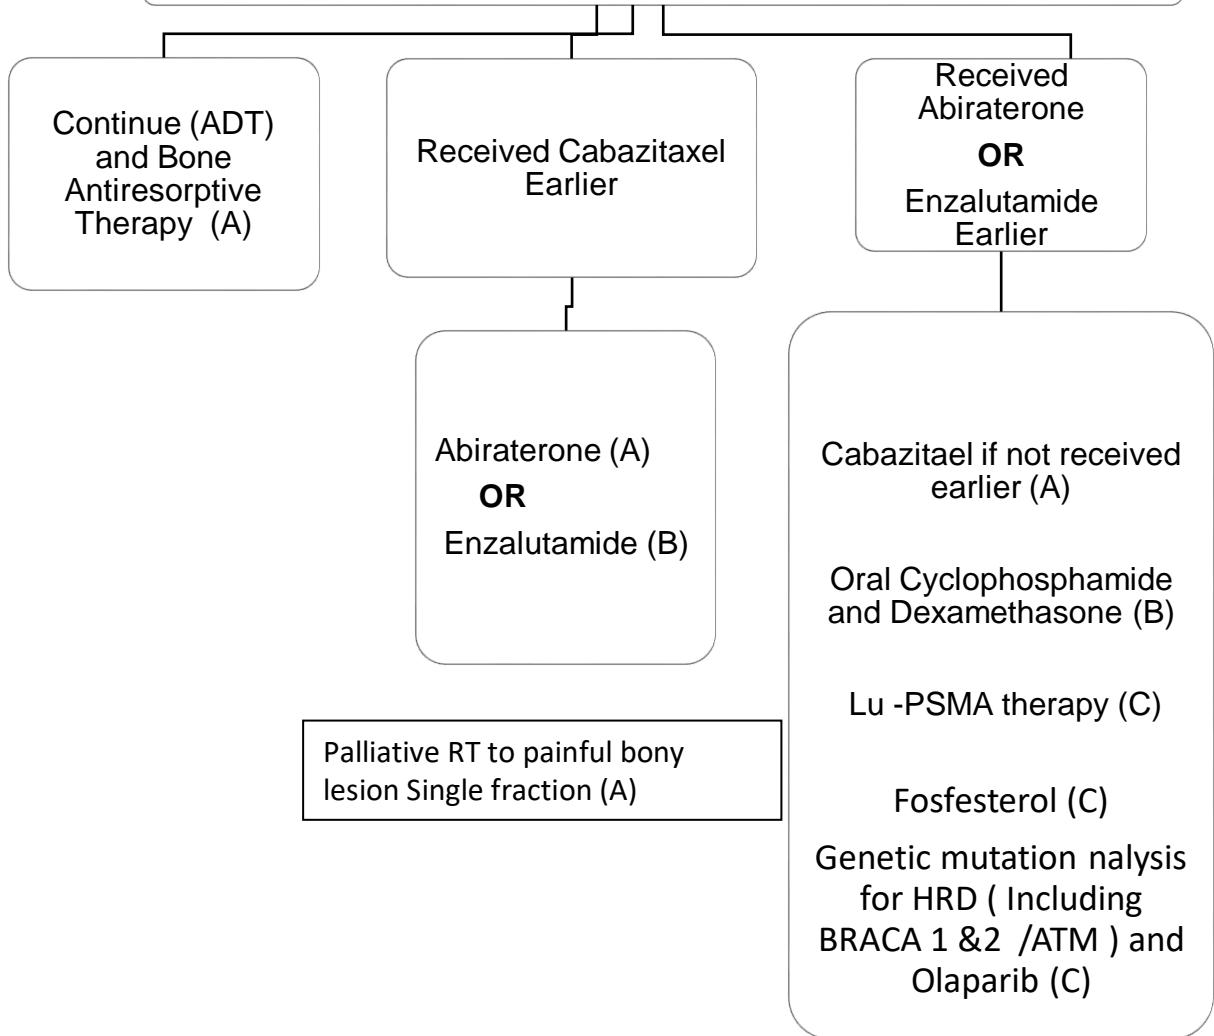 Continue (ADT)
and Bone
Antiresorptive
Therapy (A)
Received Cabazitaxel
Earlier
Received
Abiraterone
OR
Enzalutamide
Earlier
Abiraterone (A)
OR
Enzalutamide (B)
Cabazitael if not received
earlier (A)
Oral Cyclophosphamide
and Dexamethasone (B)
Lu -PSMA therapy (C)
Fosfesterol (C)
Genetic mutation nalysis
for HRD ( Including
BRACA 1 &2 /ATM ) and
Olaparib (C)
Palliative RT to painful bony
lesion Single fraction (A)